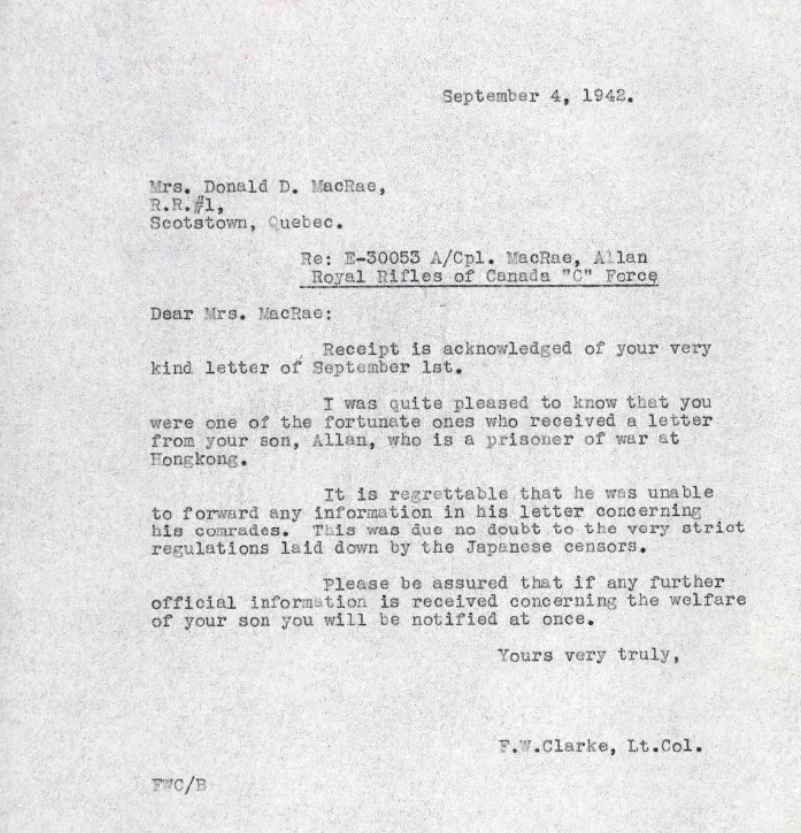 September 4, 1942.
Mrs. Donald D. MacRae,
R.R.#1,
Scotstown, Quebec.
Re: E-30053 A/Cpl. MacRae, Allan
Royal Rifles of Canada "C" Force
Dear Mrs. MacRae:
Receipt is acknowledged of your very
kind letter of September 1st.
I was quite pleased to know that you
were one of the fortunate ones who received a letter
from your son, Allan, who is a prisoner of war at
Hongkong.
It is regrettable that he was unable
to forward any information in his letter concerning
his comrades. This was due no doubt to the very strict
regulations laid down by the Japanese censors.
Please be assured that if any further
official information is received concerning the welfare
of your son you will be notified at once.
Yours very truly,
F.W.Clarke, Lt.Col.
FWC/B